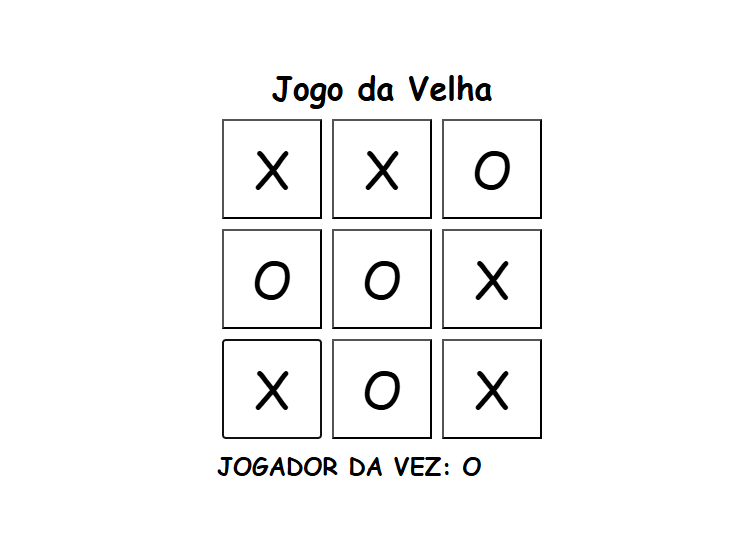 Jogo da Velha
X X O
O O X
X O X
JOGADOR DA VEZ: O